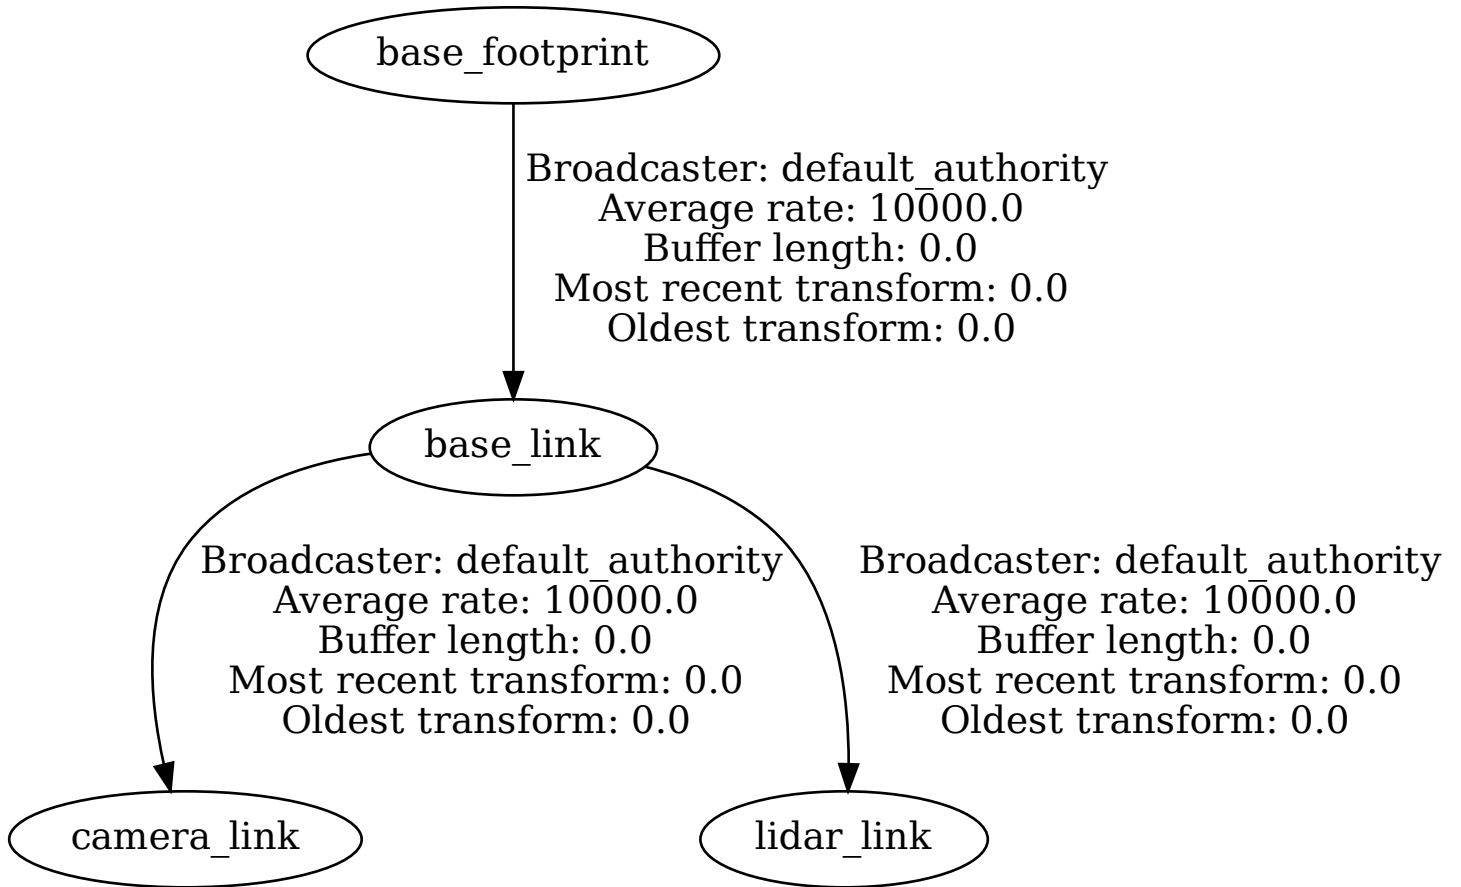 base_footprint
Broadcaster: default_authority
Average rate: 10000.0
Buffer length: 0.0
Most recent transform: 0.0
Oldest transform: 0.0
base_link
Broadcaster: default_authority
Average rate: 10000.0
Buffer length: 0.0
Most recent transform: 0.0
Oldest transform: 0.0
Broadcaster: default_authority
Average rate: 10000.0
Buffer length: 0.0
Most recent transform: 0.0
Oldest transform: 0.0
camera_link
lidar_link